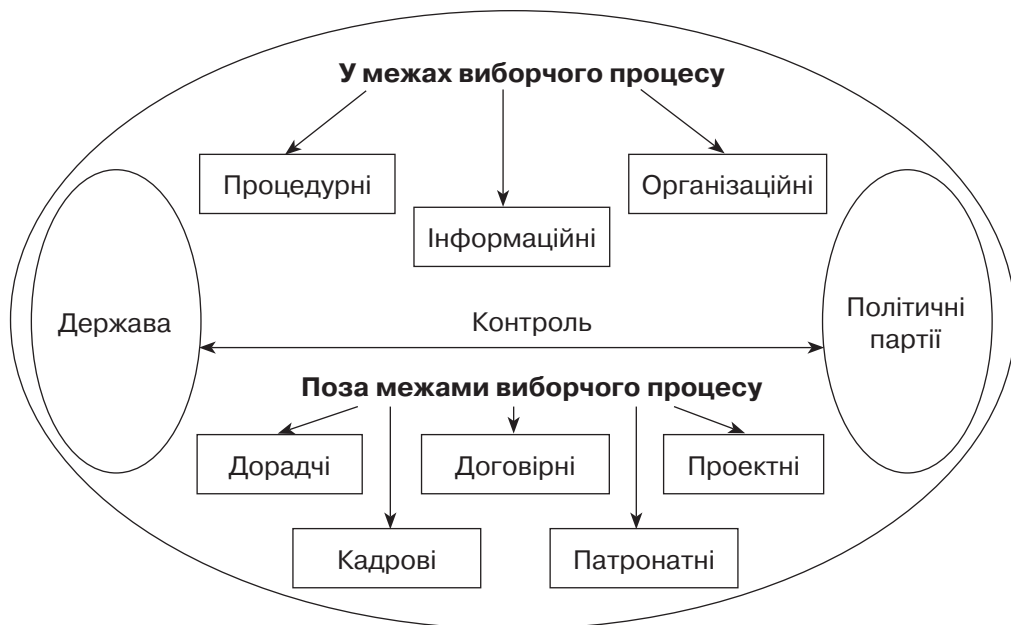 У межах виборчого процесу
Процедурні
Організаційні
Інформаційні
Держава
Контроль
Політичні
партії
Поза межами виборчого процесу
Дорадчі
Договірні
Проектні
Кадрові
Патронатні